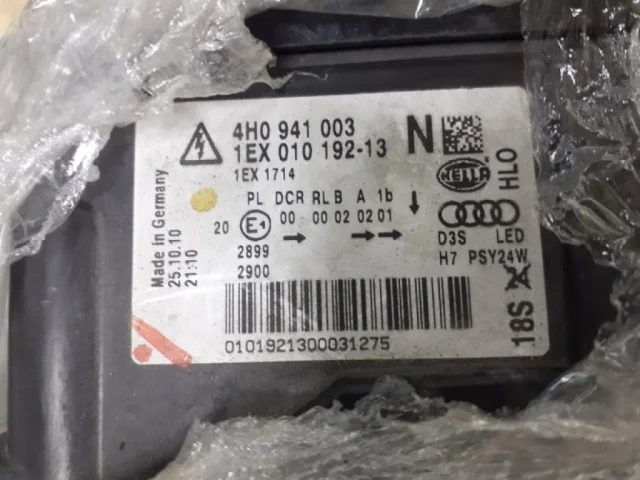 4H0 941 003
N
1EX 010 192-13
1EX 1714
HELLA
HLO
PL DCR RL B A 1b
20 E1 00 00 02 02 01
2899
2900
D3S LED
H7 PSY24W
18S X
0101921300031275
Made in Germany
25.10.10
21:10